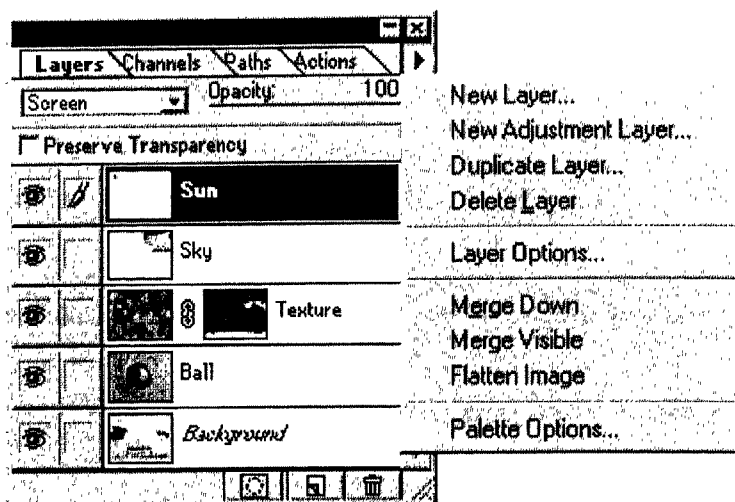 Layers Channels Paths Actions
Screen Opacity: 100
Preserve Transparency
Sun
Sky
Texture
Ball
Background
New Layer...
New Adjustment Layer...
Duplicate Layer...
Delete Layer
Layer Options...
Merge Down
Merge Visible
Flatten Image
Palette Options...